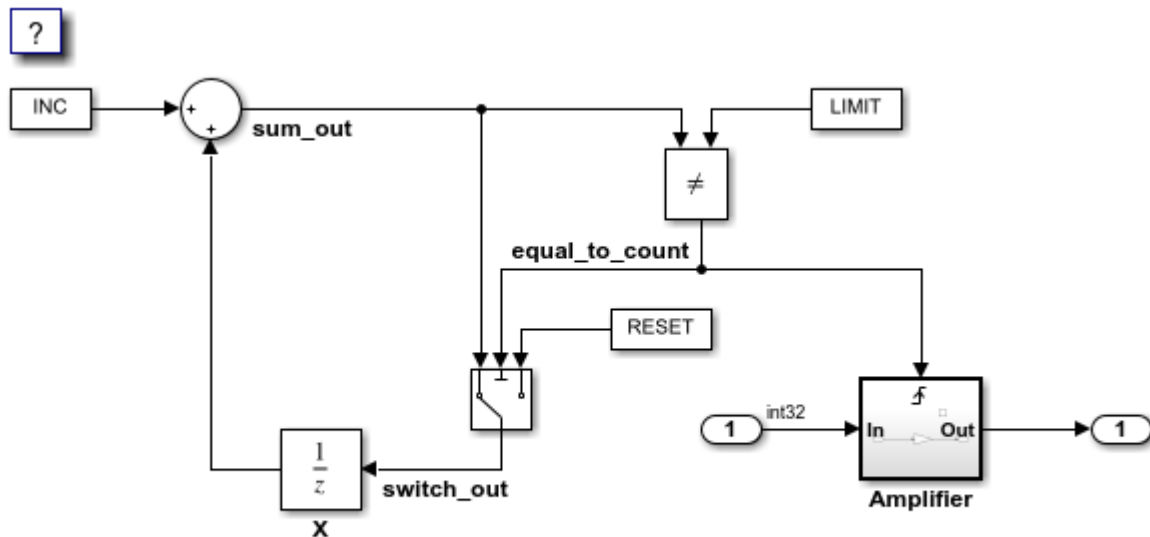 ?
INC
+
+
sum_out
LIMIT
≠
equal_to_count
RESET
1
int32
In
Out
1
Amplifier
1
z
switch_out
X